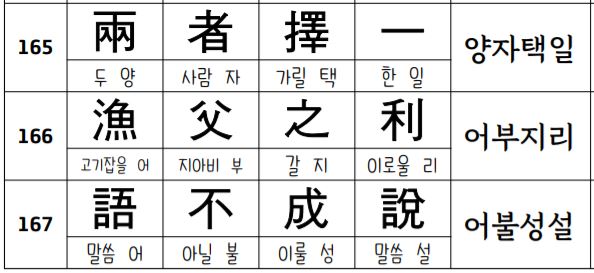 165 兩 者 擇 一 양자택일
두 양 사람 자 가릴 택 한 일
166 漁 父 之 利 어부지리
고기잡을 어 지아비 부 갈 지 이로울 리
167 語 不 成 說 어불성설
말씀 어 아닐 불 이룰 성 말씀 설